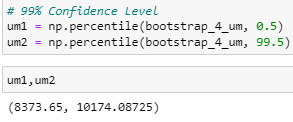 # 99% Confidence Level
um1 = np.percentile(bootstrap_4_um, 0.5)
um2 = np.percentile(bootstrap_4_um, 99.5)
um1,um2
(8373.65, 10174.08725)